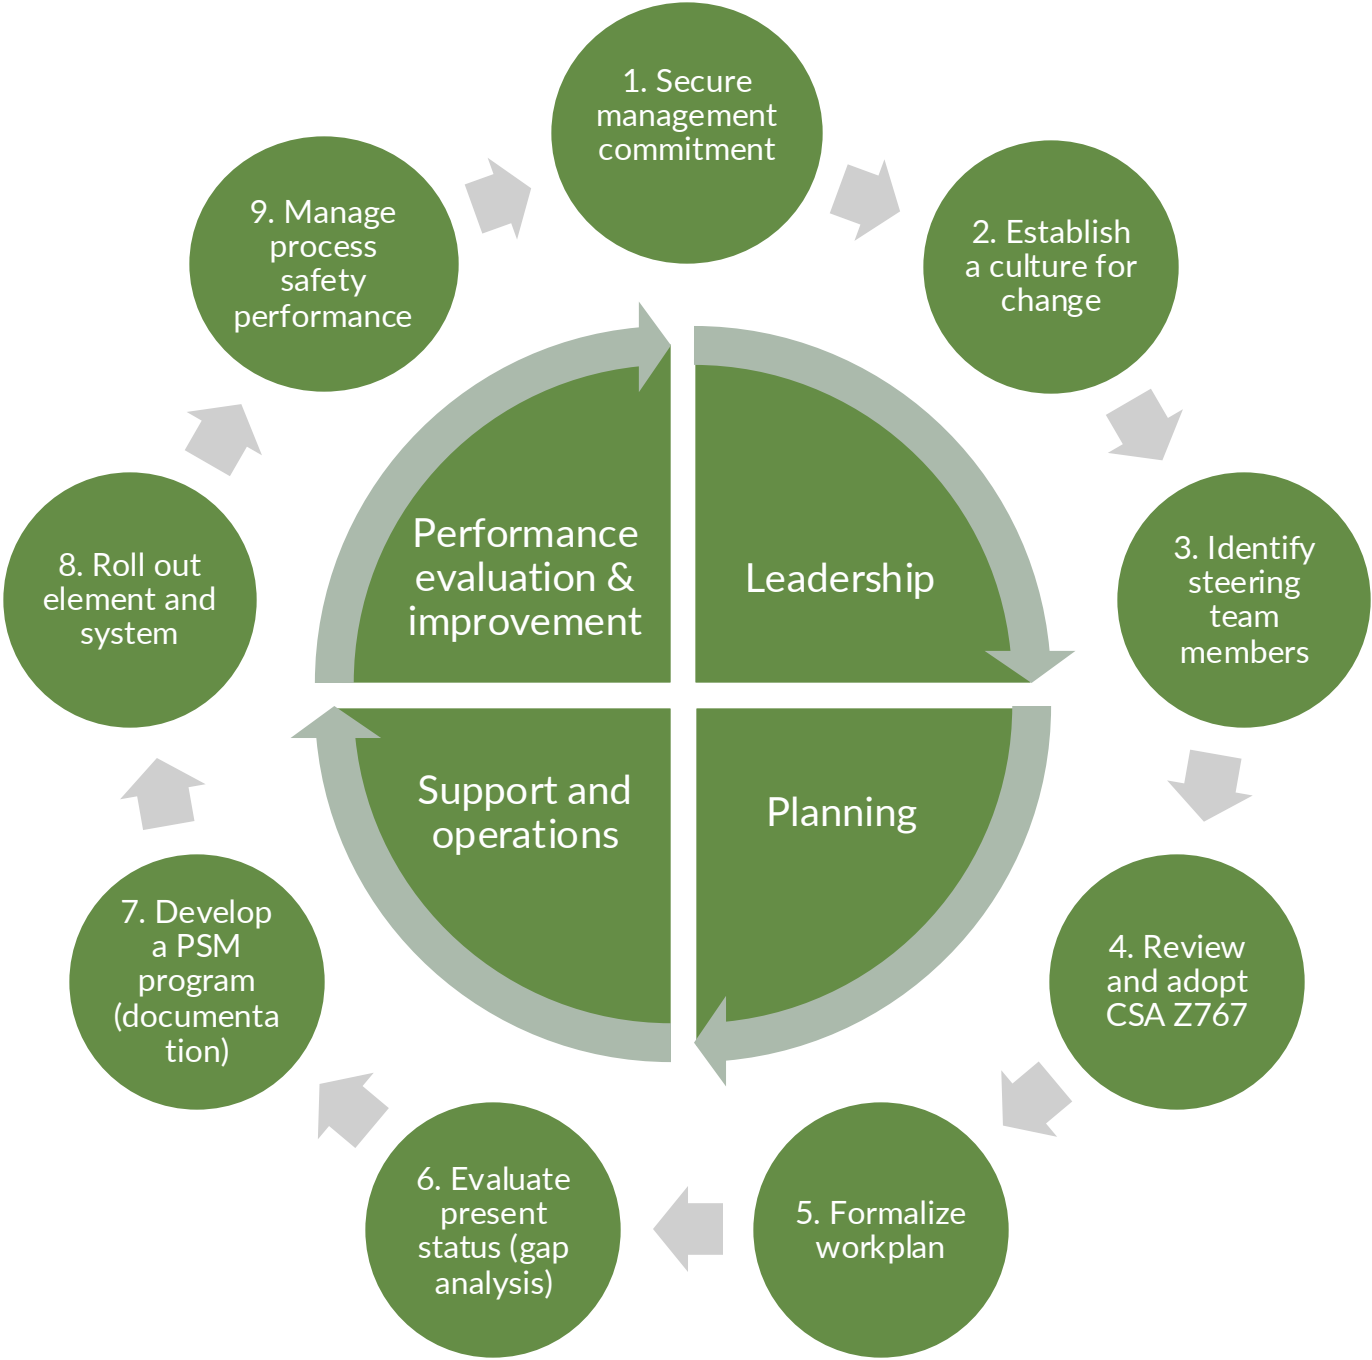 1. Secure
management
commitment
2. Establish
a culture for
change
3. Identify
steering
team
members
4. Review
and adopt
CSA Z767
5. Formalize
workplan
6. Evaluate
present
status (gap
analysis)
7. Develop
a PSM
program
(documenta
tion)
8. Roll out
element and
system
9. Manage
process
safety
performance
Performance
evaluation &
improvement
Leadership
Support and
operations
Planning